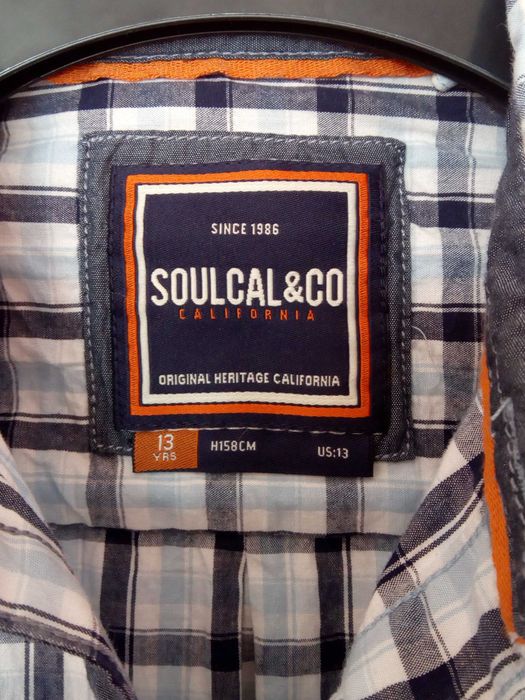 SINCE 1986
SOULCAL&CO
CALIFORNIA
ORIGINAL HERITAGE CALIFORNIA
13 YRS H158CM US:13